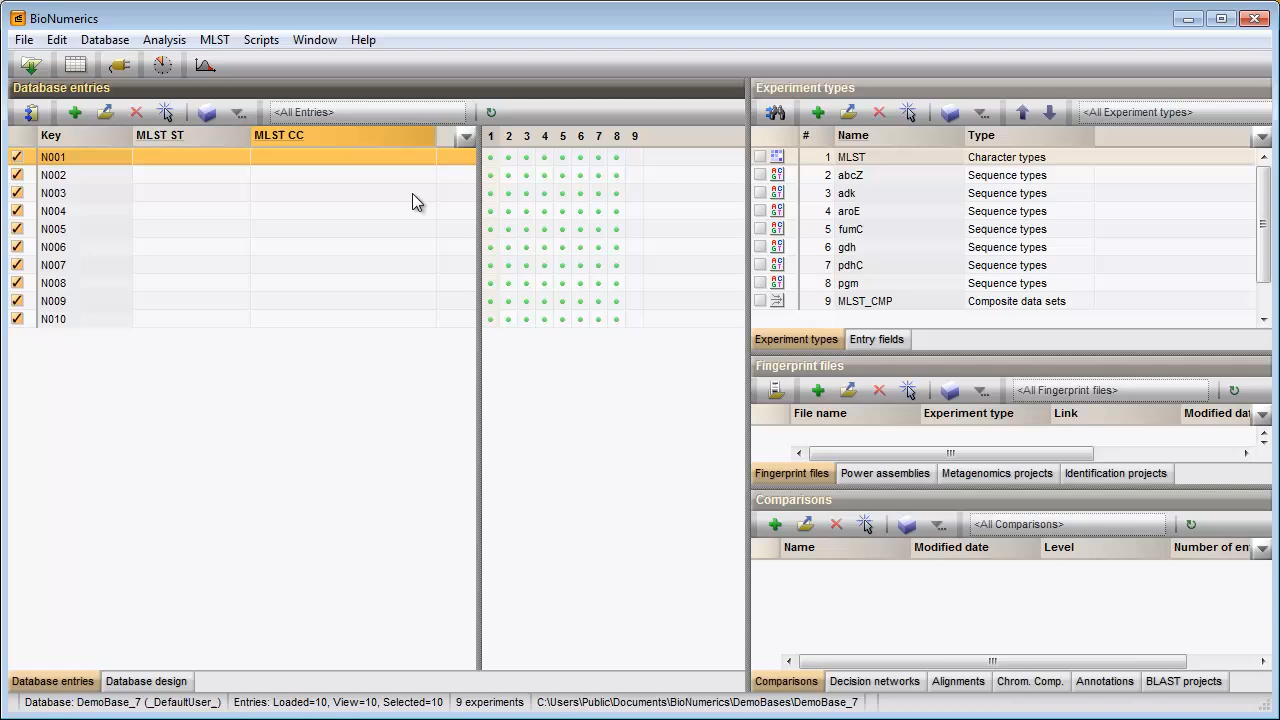 BioNumerics
File Edit Database Analysis MLST Scripts Window Help
Database entries
<All Entries>
Key MLST ST MLST CC 1 2 3 4 5 6 7 8 9
N001
N002
N003
N004
N005
N006
N007
N008
N009
N010
Database entries Database design
Experiment types
<All Experiment types>
# Name Type
1 MLST Character types
2 abcZ Sequence types
3 adk Sequence types
4 aroE Sequence types
5 fumC Sequence types
6 gdh Sequence types
7 pdhC Sequence types
8 pgm Sequence types
9 MLST_CMP Composite data sets
Experiment types Entry fields
Fingerprint files
<All Fingerprint files>
File name Experiment type Link Modified dat
Fingerprint files Power assemblies Metagenomics projects Identification projects
Comparisons
<All Comparisons>
Name Modified date Level Number of en
Comparisons Decision networks Alignments Chrom. Comp. Annotations BLAST projects
Database: DemoBase_7 (_DefaultUser_) Entries: Loaded=10, View=10, Selected=10 9 experiments C:\Users\Public\Documents\BioNumerics\DemoBases\DemoBase_7